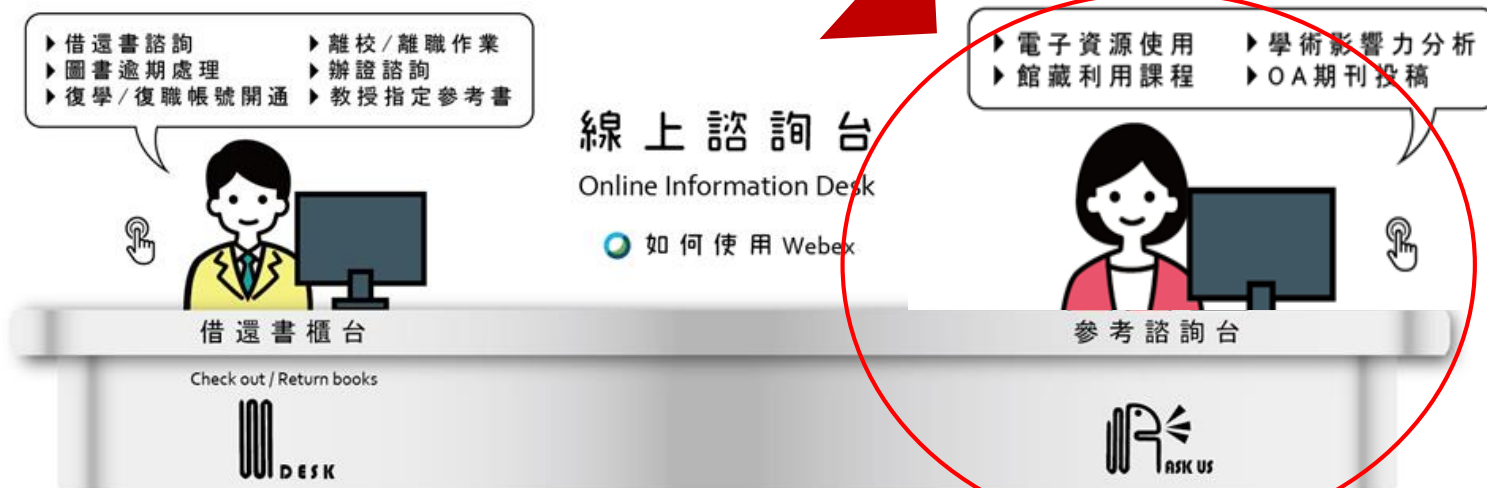 ▶借還書諮詢 ▶離校/離職作業
▶圖書逾期處理 ▶辦證諮詢
▶復學/復職帳號開通 ▶教授指定參考書
線上諮詢台
Online Information Desk
如何使用 Webex
▶電子資源使用 ▶學術影響力分析
▶館藏利用課程 ▶OA期刊投稿
借還書櫃台
Check out / Return books
DESK
參考諮詢台
ASK US